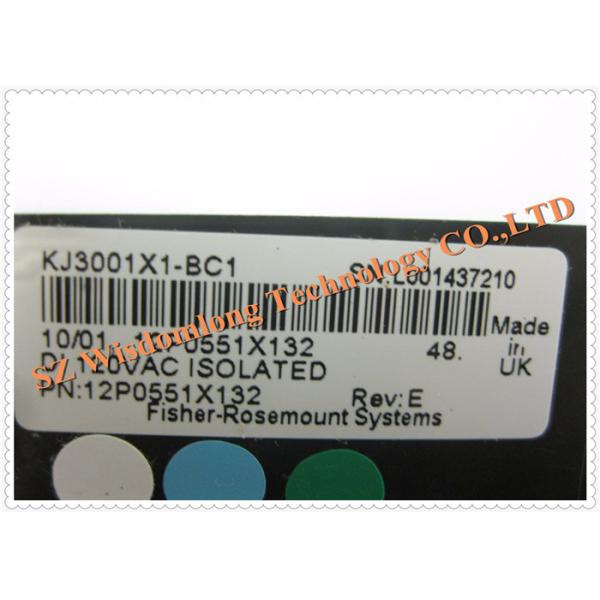 KJ3001X1-BC1
S/N:L001437210
10/01 0551X132 48.
Made in UK
120VAC ISOLATED
PN:12P0551X132 Rev:E
Fisher-Rosemount Systems
SZ Wisdomlong Technology CO.,LTD